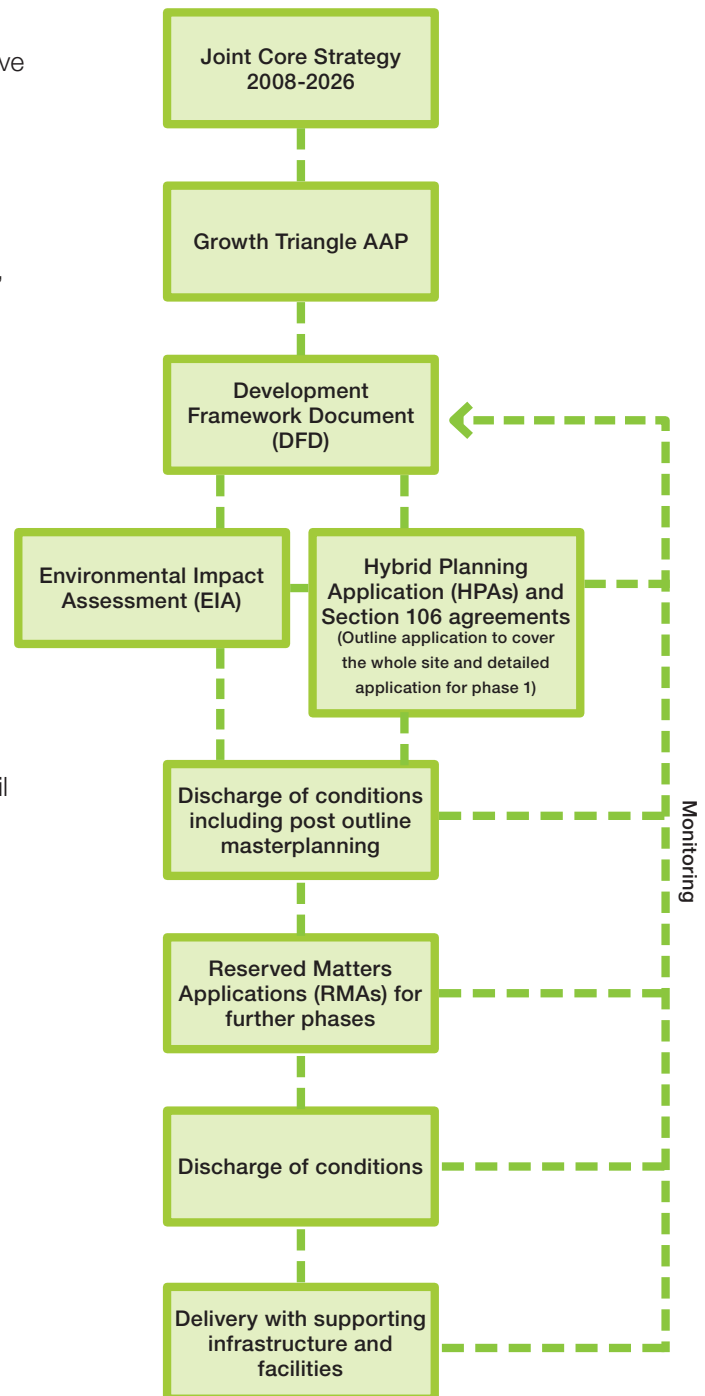 ve
Joint Core Strategy
2008-2026
Growth Triangle AAP
,
Development
Framework Document
(DFD)
Environmental Impact
Assessment (EIA)
Hybrid Planning
Application (HPAs) and
Section 106 agreements
(Outline application to cover
the whole site and detailed
application for phase 1)
il
Discharge of conditions
including post outline
masterplanning
Monitoring
Reserved Matters
Applications (RMAs) for
further phases
Discharge of conditions
Delivery with supporting
infrastructure and
facilities